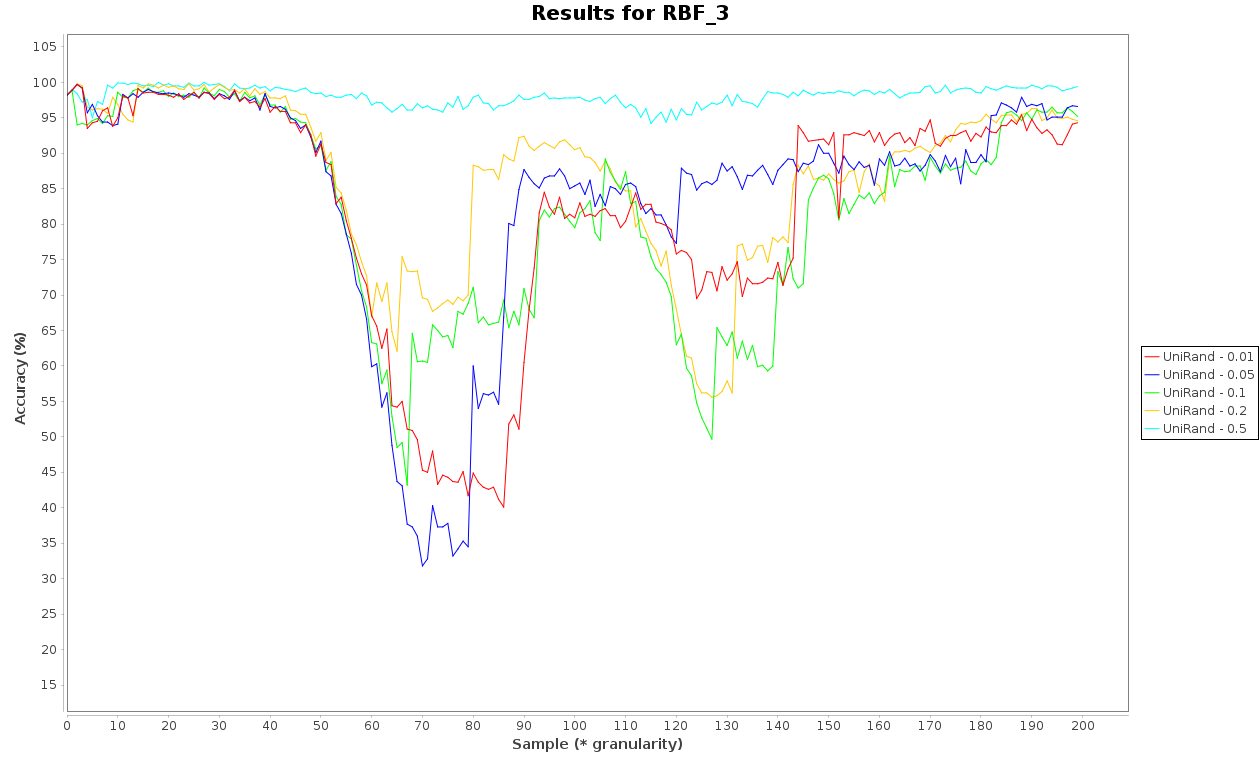 Results for RBF_3
Accuracy (%)
105
100
95
90
85
80
75
70
65
60
55
50
45
40
35
30
25
20
15
0 10 20 30 40 50 60 70 80 90 100 110 120 130 140 150 160 170 180 190 200
Sample (* granularity)
UniRand - 0.01
UniRand - 0.05
UniRand - 0.1
UniRand - 0.2
UniRand - 0.5